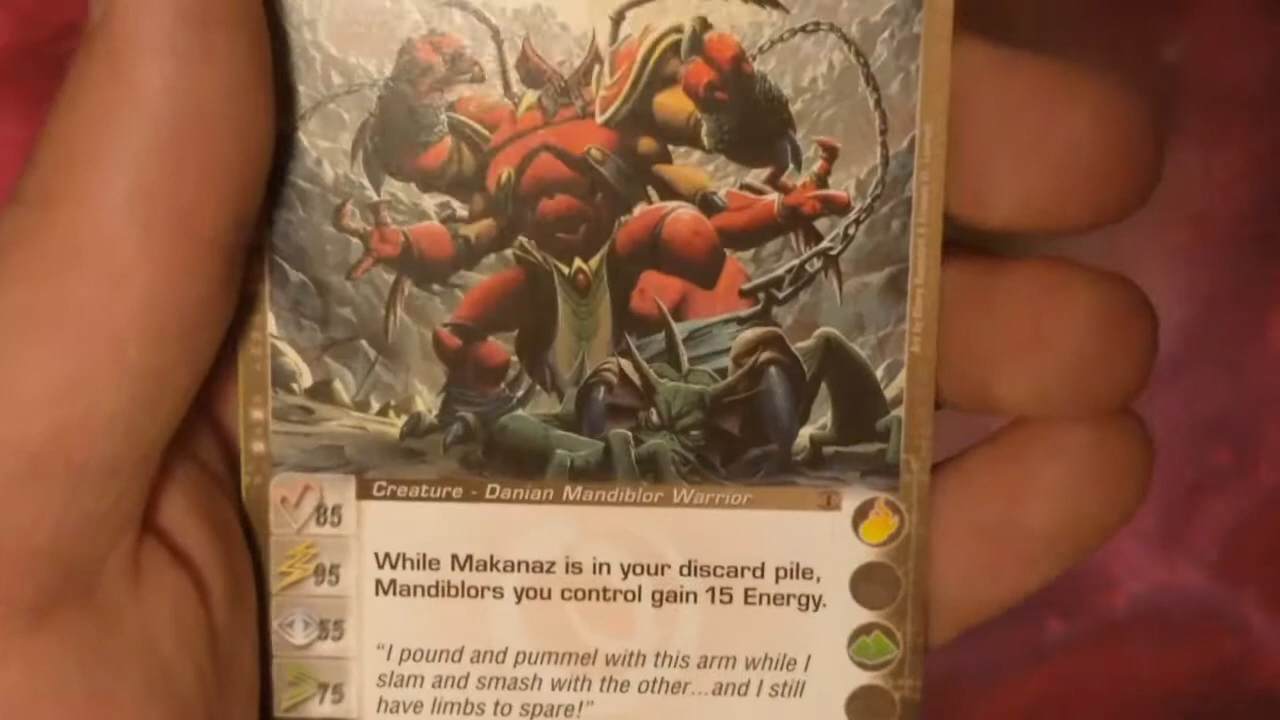 Creature - Danian Mandiblor Warrior
85
95
55
75
While Makanaz is in your discard pile,
Mandiblors you control gain 15 Energy.
"I pound and pummel with this arm while I
slam and smash with the other...and I still
have limbs to spare!"